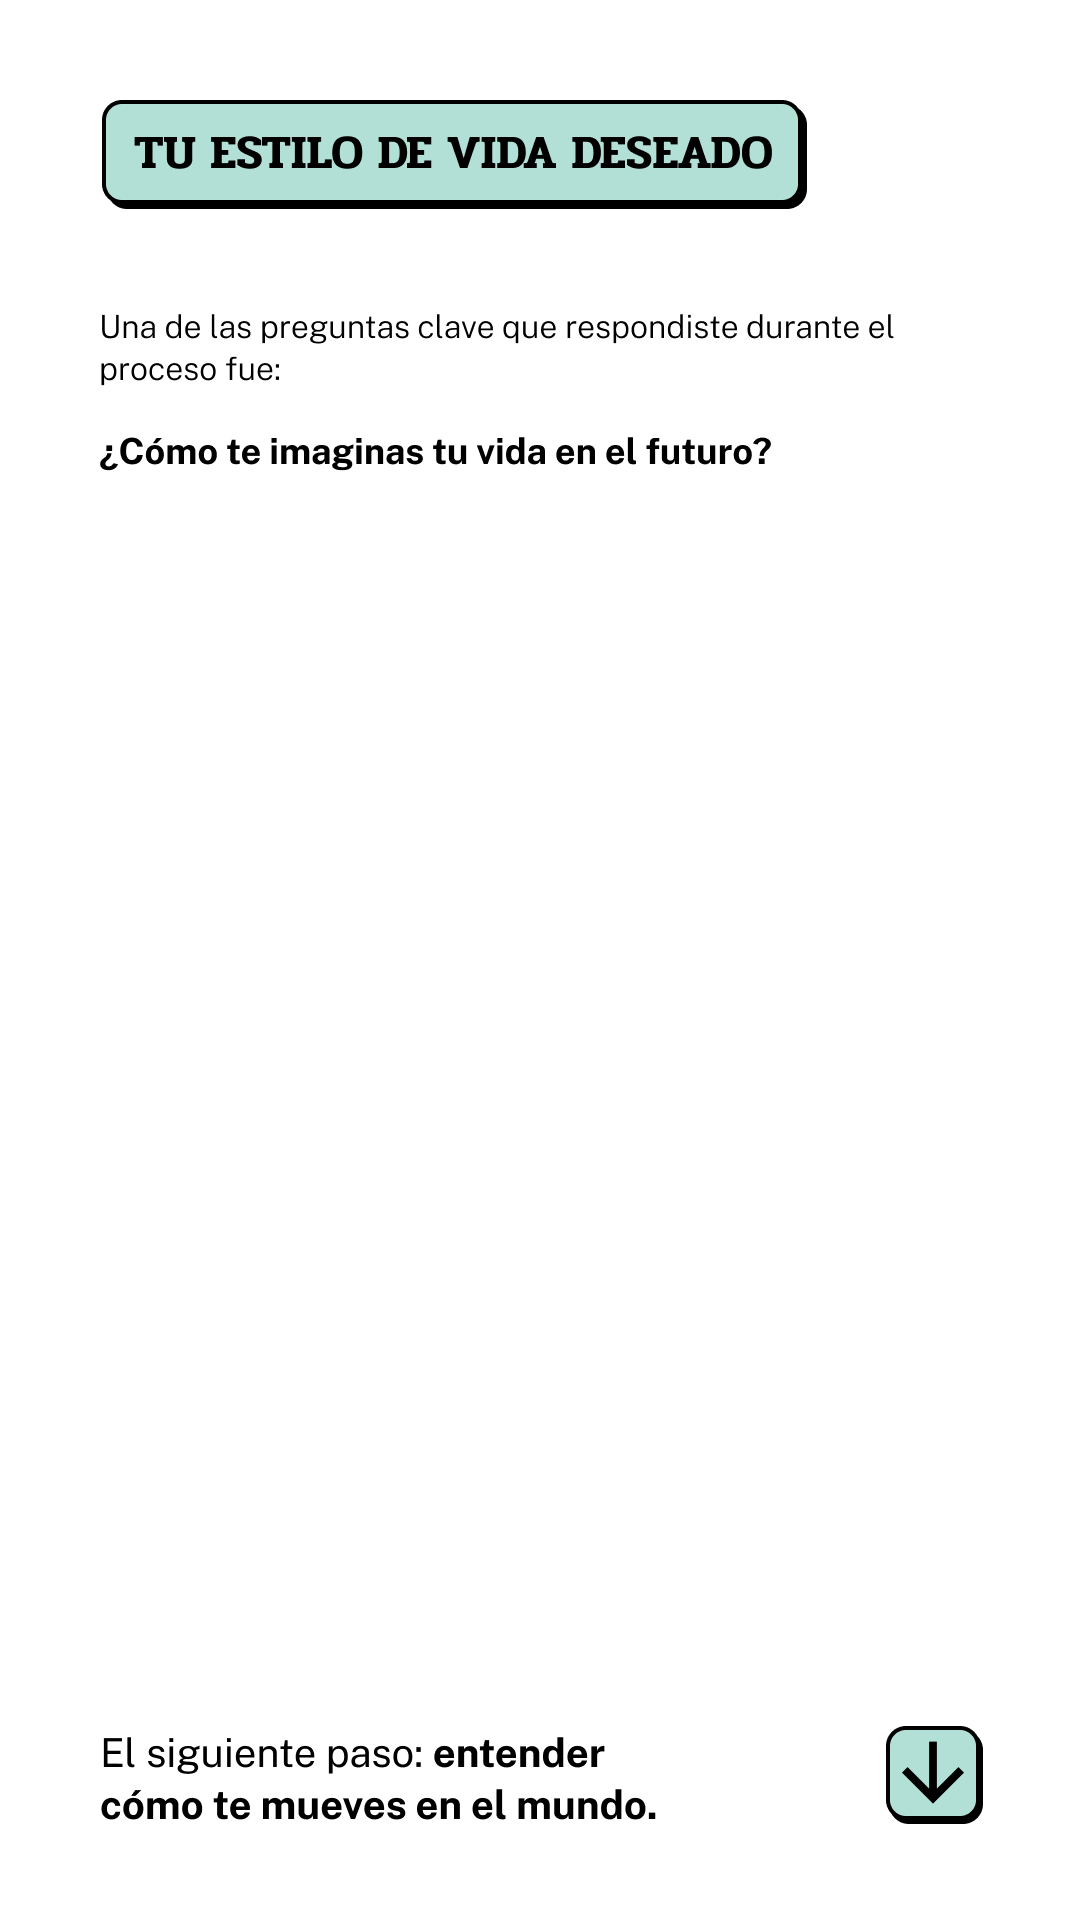 TU ESTILO DE VIDA DESEADO
Una de las preguntas clave que respondiste durante el
proceso fue:
¿Cómo te imaginas tu vida en el futuro?
El siguiente paso: entender
cómo te mueves en el mundo.